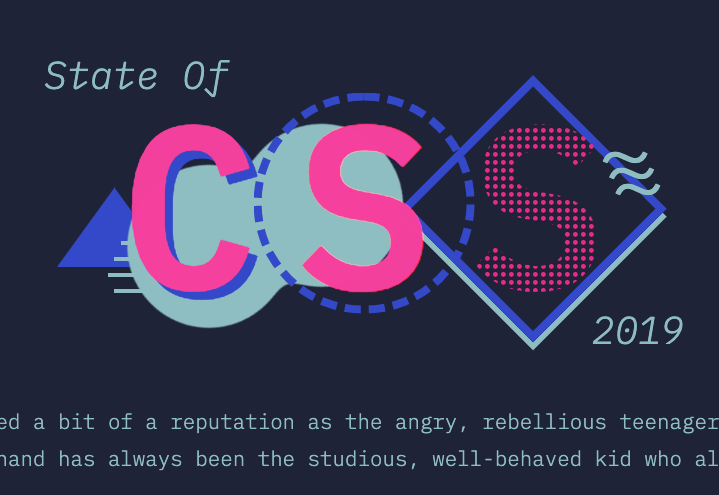 State Of
CSS
2019
ed a bit of a reputation as the angry, rebellious teenager
hand has always been the studious, well-behaved kid who al